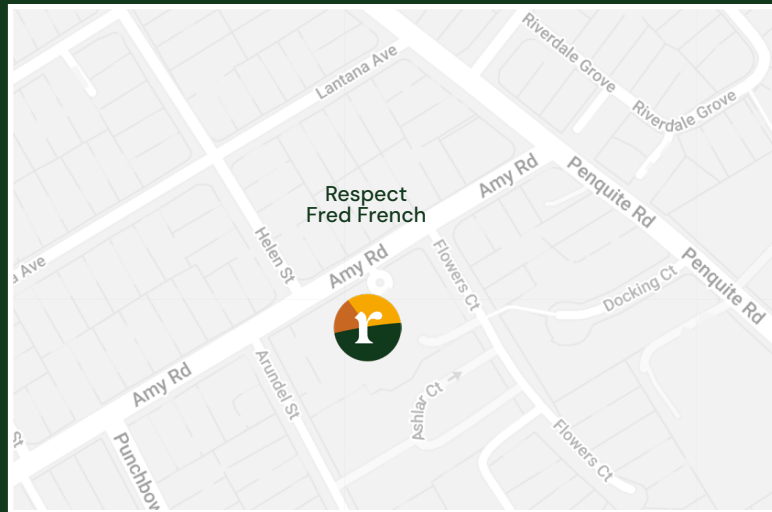 Riverdale Grove
Lantana Ave
Riverdale Grove
Amy Rd
Penquite Rd
Respect
Fred French
Helen St
Amy Rd
Flowers Ct
Ave
Penquite Rd
Docking Ct
r
Arundel St
Amy Rd
Ashlar Ct
St
Punchbow
Flowers Ct